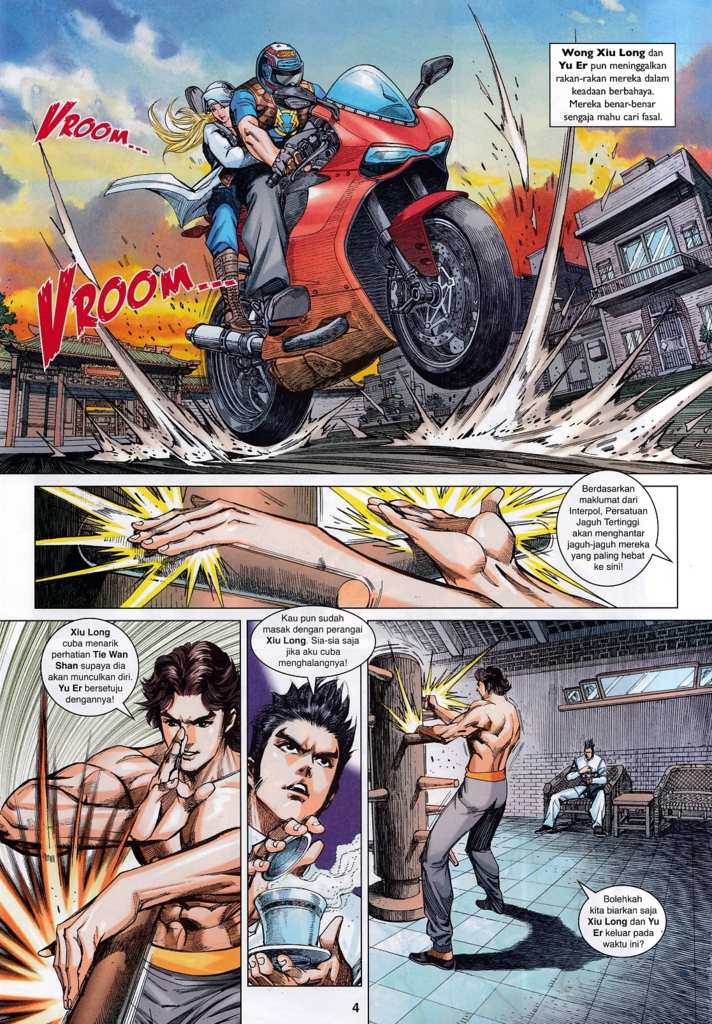 Wong Xiu Long dan
Yu Er pun meninggalkan
rakan-rakan mereka dalam
keadaan berbahaya.
Mereka benar-benar
sengaja mahu cari fasal.
VROOM...
VROOM...
Berdasarkan
maklumat dari
Interpol, Persatuan
Jaguh Tertinggi
akan menghantar
jaguh-jaguh mereka
yang paling hebat
ke sini!
Xiu Long
cuba menarik
perhatian Tie Wan
Shan supaya dia
akan munculkan diri.
Yu Er bersetuju
dengannya!
Kau pun sudah
masak dengan perangai
Xiu Long. Sia-sia saja
jika aku cuba
menghalangnya!
Bolehkah
kita biarkan saja
Xiu Long dan Yu
Er keluar pada
waktu ini?
4